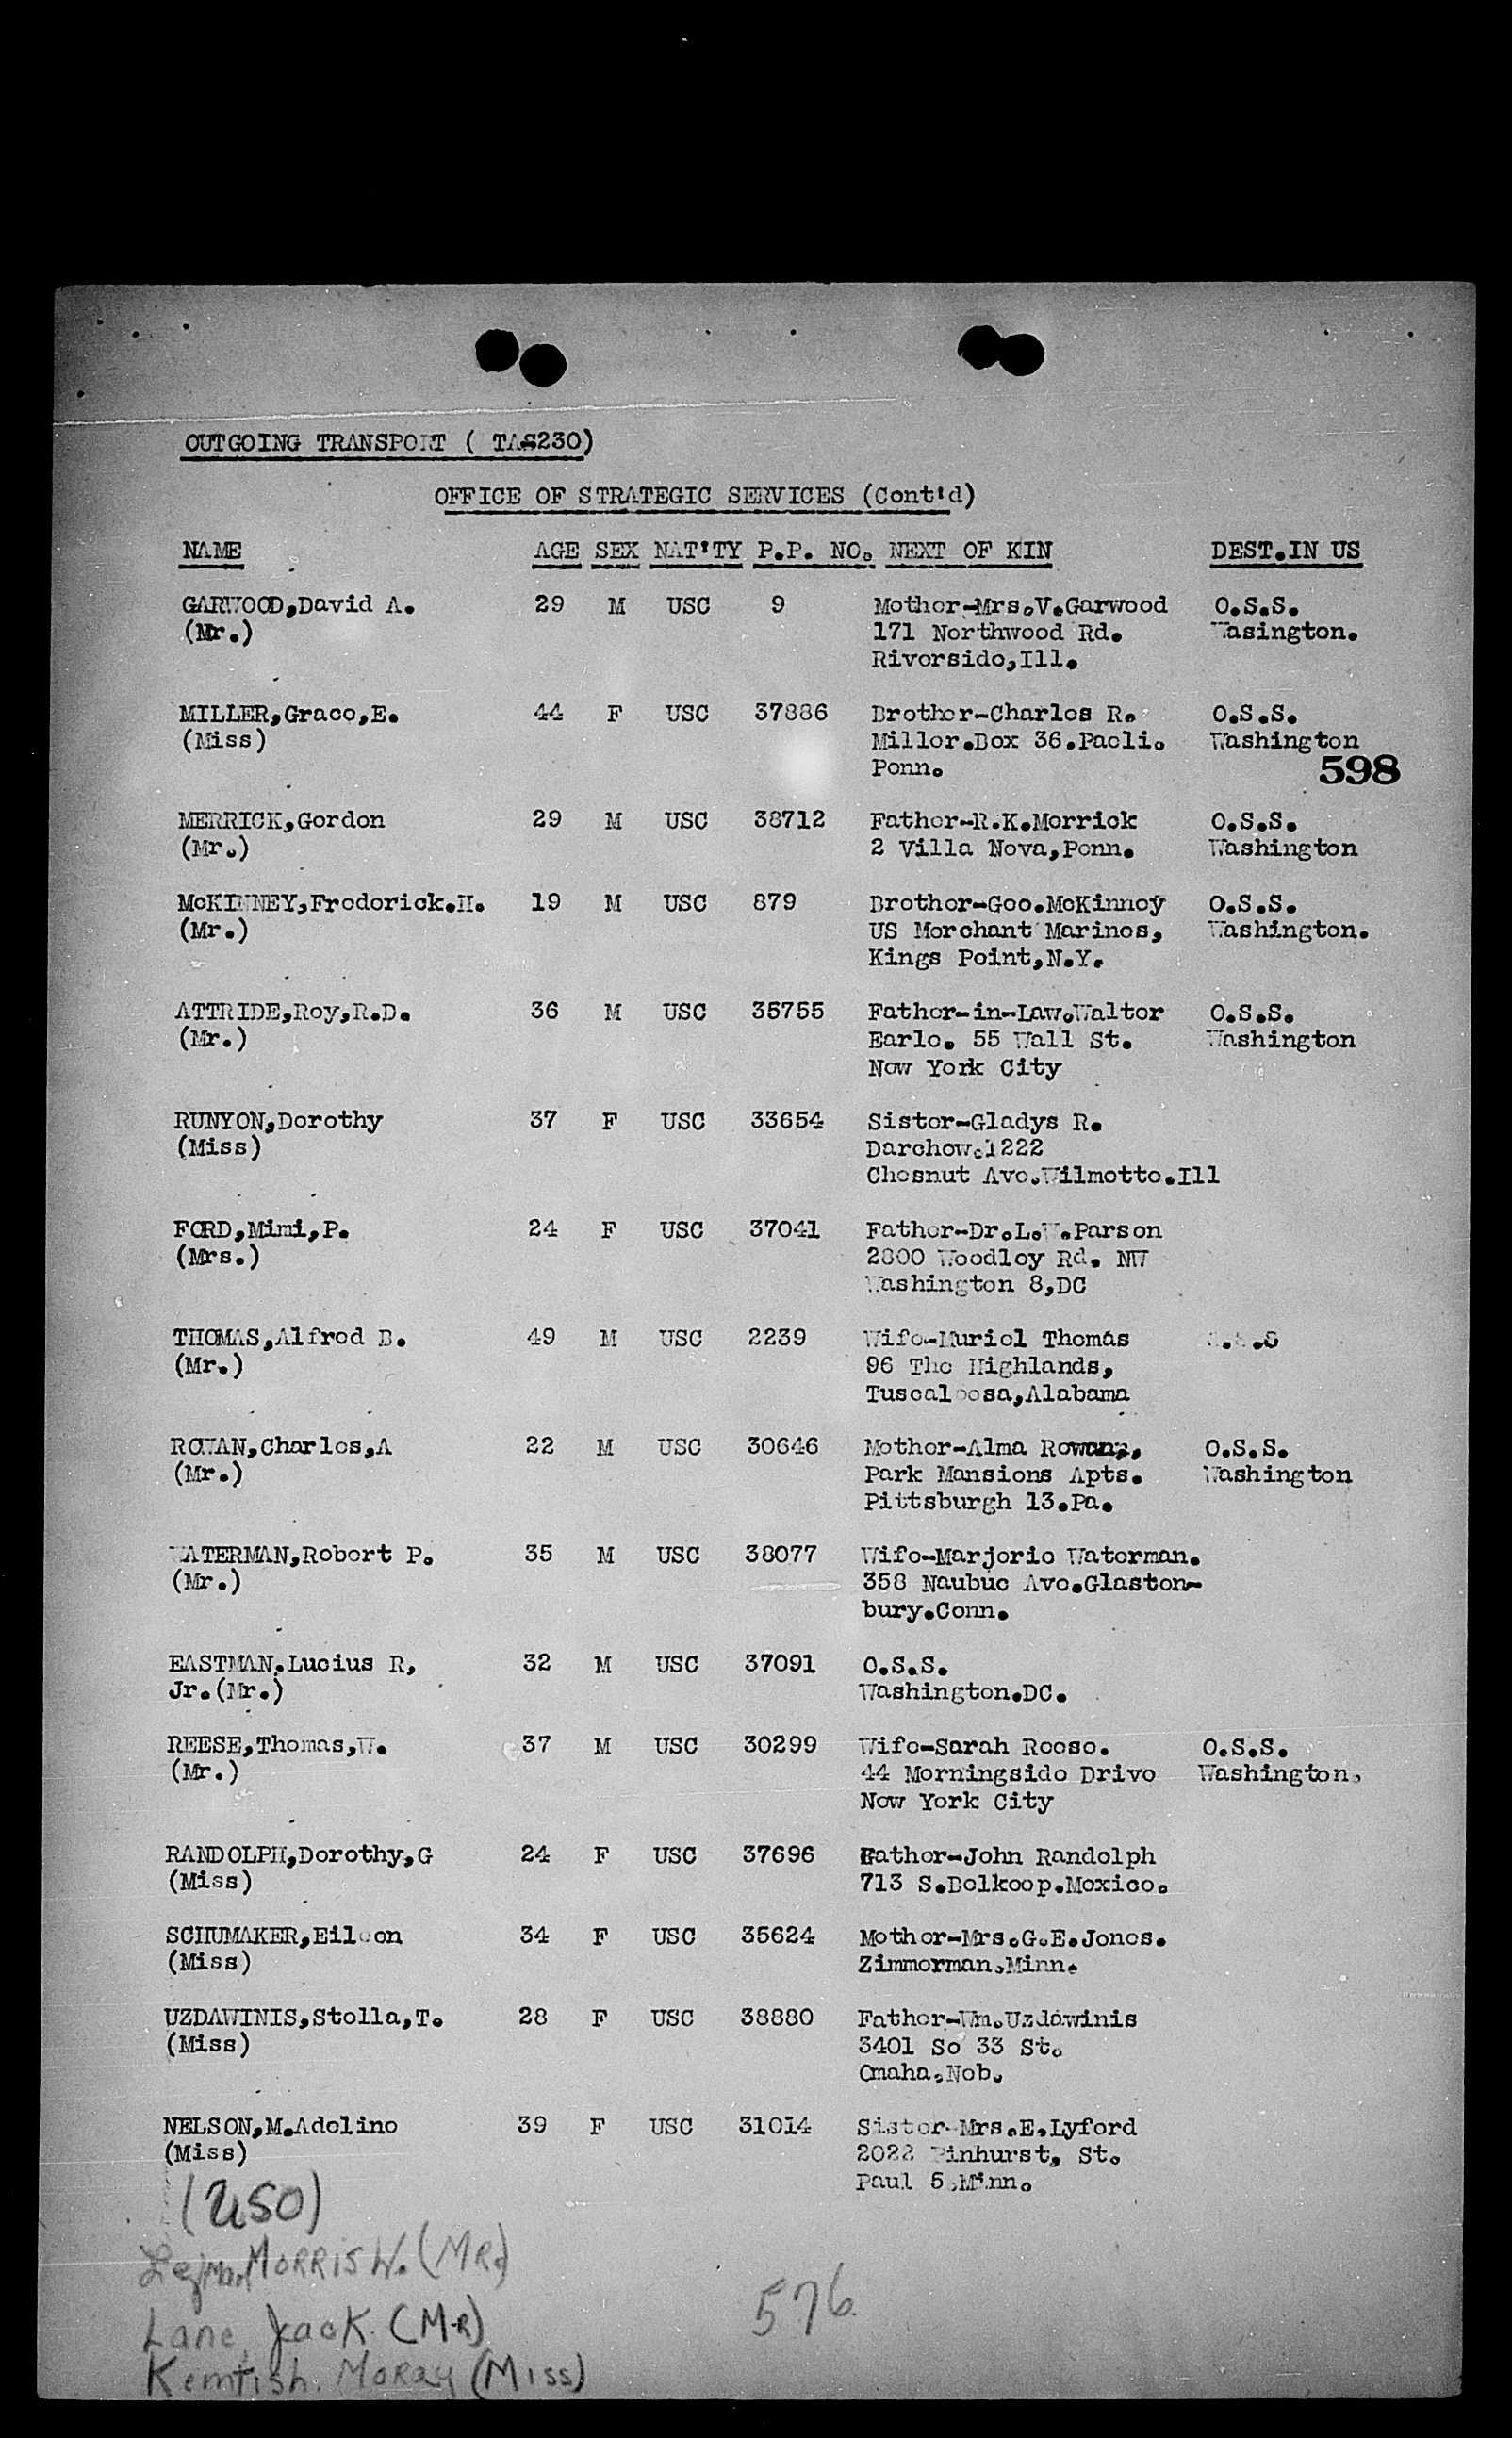 OUTGOING TRANSPORT ( TAS230)
OFFICE OF STRATEGIC SERVICES (Cont'd)
NAME AGE SEX NAT'TY P.P. NO. NEXT OF KIN DEST.IN US
GARWOOD,David A. 29 M USC 9 Mother-Mrs.V.Garwood O.S.S.
(Mr.) 171 Northwood Rd. Wasington.
Riverside,Ill.
MILLER,Grace,E. 44 F USC 37886 Brother-Charles R. O.S.S.
(Miss) Miller.Box 36.Paoli. Washington
Penn. 598
MERRICK,Gordon 29 M USC 38712 Father-R.K.Merrick O.S.S.
(Mr.) 2 Villa Nova,Penn. Washington
McKINNEY,Frederick.H. 19 M USC 879 Brother-Geo.McKinney O.S.S.
(Mr.) US Merchant Marines, Washington.
Kings Point,N.Y.
ATTRIDE,Roy,R.D. 36 M USC 35755 Father-in-Law.Walter O.S.S.
(Mr.) Earle. 55 Wall St. Washington
New York City
RUNYON,Dorothy 37 F USC 33654 Sister-Gladys R.
(Miss) Darchow.1222
Chesnut Ave.Wilmette.Ill
FORD,Mimi,P. 24 F USC 37041 Father-Dr.L.W.Parson
(Mrs.) 2800 Woodley Rd. NW
Washington 8,DC
THOMAS,Alfred B. 49 M USC 2239 Wife-Muriel Thomas O.S.S
(Mr.) 96 The Highlands,
Tuscaloosa,Alabama
ROWAN,Charles,A 22 M USC 30646 Mother-Alma Rowan, O.S.S.
(Mr.) Park Mansions Apts. Washington
Pittsburgh 13.Pa.
WATERMAN,Robert P. 35 M USC 38077 Wife-Marjorie Waterman.
(Mr.) 358 Naubuc Ave.Glaston-
bury.Conn.
EASTMAN.Lucius R, 32 M USC 37091 O.S.S.
Jr.(Mr.) Washington.DC.
REESE,Thomas,W. 37 M USC 30299 Wife-Sarah Reese. O.S.S.
(Mr.) 44 Morningside Drive Washington.
New York City
RANDOLPH,Dorothy,G 24 F USC 37696 Father-John Randolph
(Miss) 713 S.Belkoop.Mexico.
SCHUMAKER,Eileen 34 F USC 35624 Mother-Mrs.G.E.Jones.
(Miss) Zimmerman.Minn.
UZDAWINIS,Stella,T. 28 F USC 38880 Father-Wm.Uzdawinis
(Miss) 3401 So 33 St.
Omaha.Neb.
NELSON,M.Adeline 39 F USC 31014 Sister-Mrs.E.Lyford
(Miss) 2022 Pinhurst, St.
Paul 5.Minn.
(USO)
MORRIS W. (MR)
Lane, Jack (MR) 576
Kemtish. Moray (Miss)